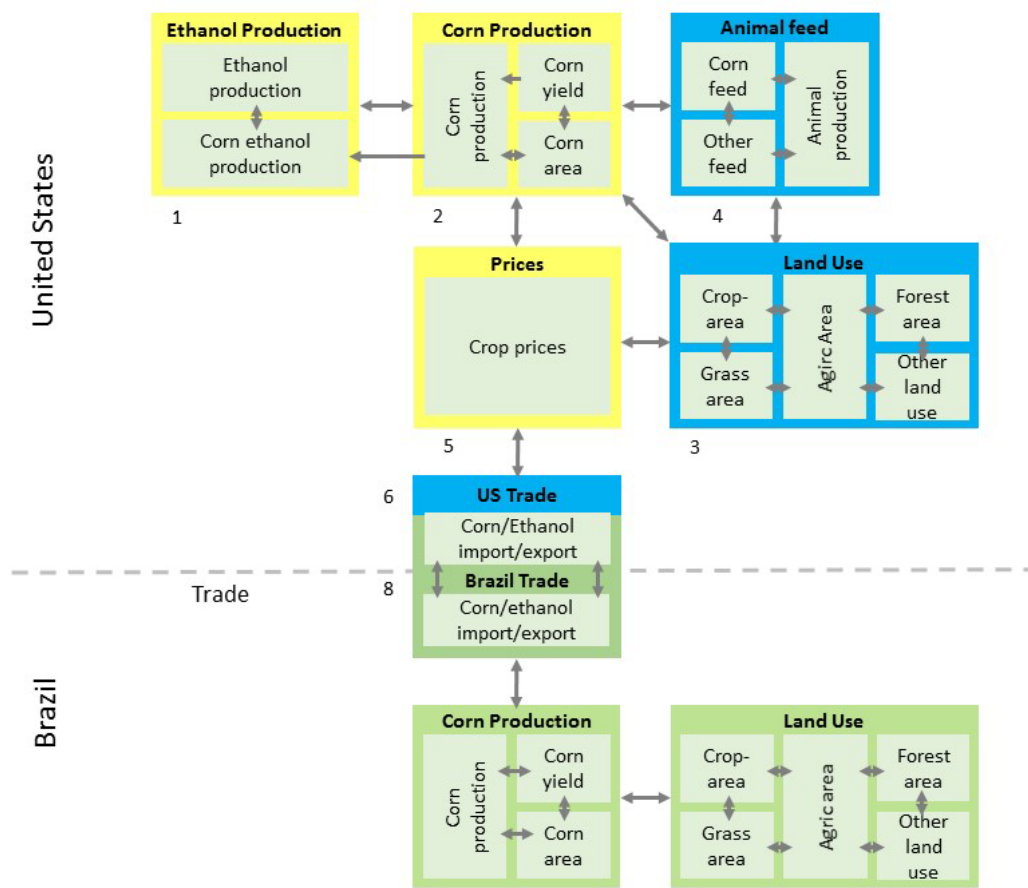 United States
Ethanol Production
Ethanol
production
Corn ethanol
production
1
Corn Production
Corn
production
Corn
yield
Corn
area
2
Animal feed
Corn
feed
Other
feed
Animal
production
4
Prices
Crop prices
5
Land Use
Crop-
area
Grass
area
Agirc Area
Forest
area
Other
land
use
3
6
US Trade
Corn/Ethanol
import/export
Trade
8
Brazil Trade
Corn/ethanol
import/export
Brazil
Corn Production
Corn
production
Corn
yield
Corn
area
Land Use
Crop-
area
Grass
area
Agric area
Forest
area
Other
land
use